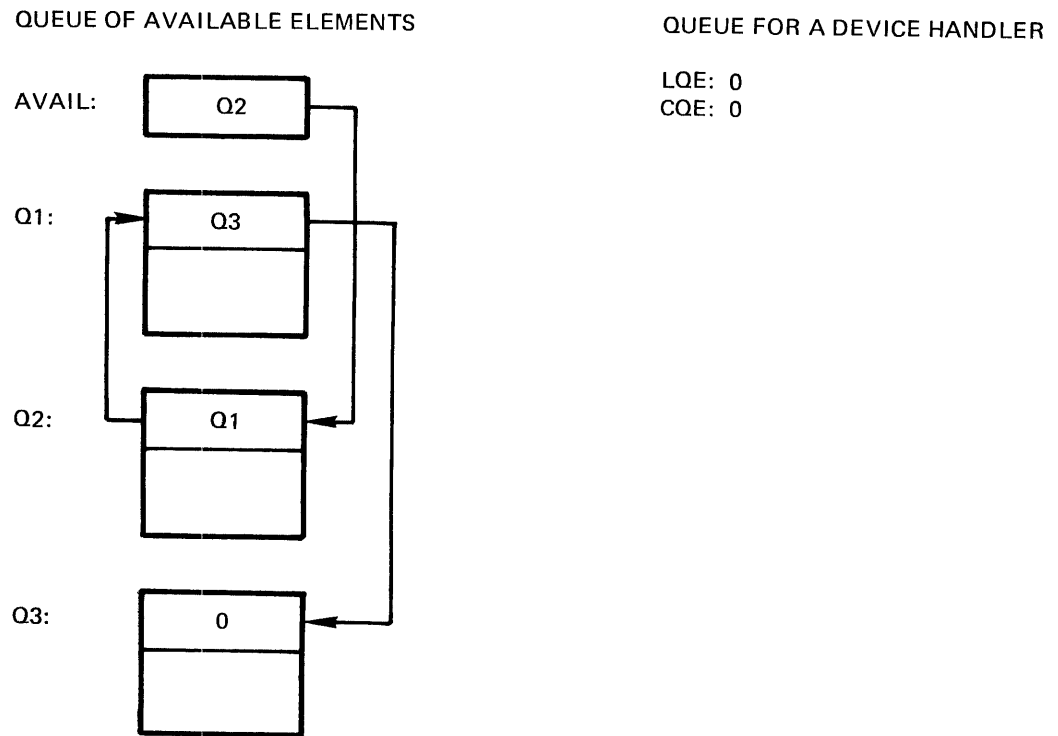 QUEUE OF AVAILABLE ELEMENTS
QUEUE FOR A DEVICE HANDLER
LQE: 0
CQE: 0
AVAIL: Q2
Q1: Q3
Q2: Q1
Q3: 0